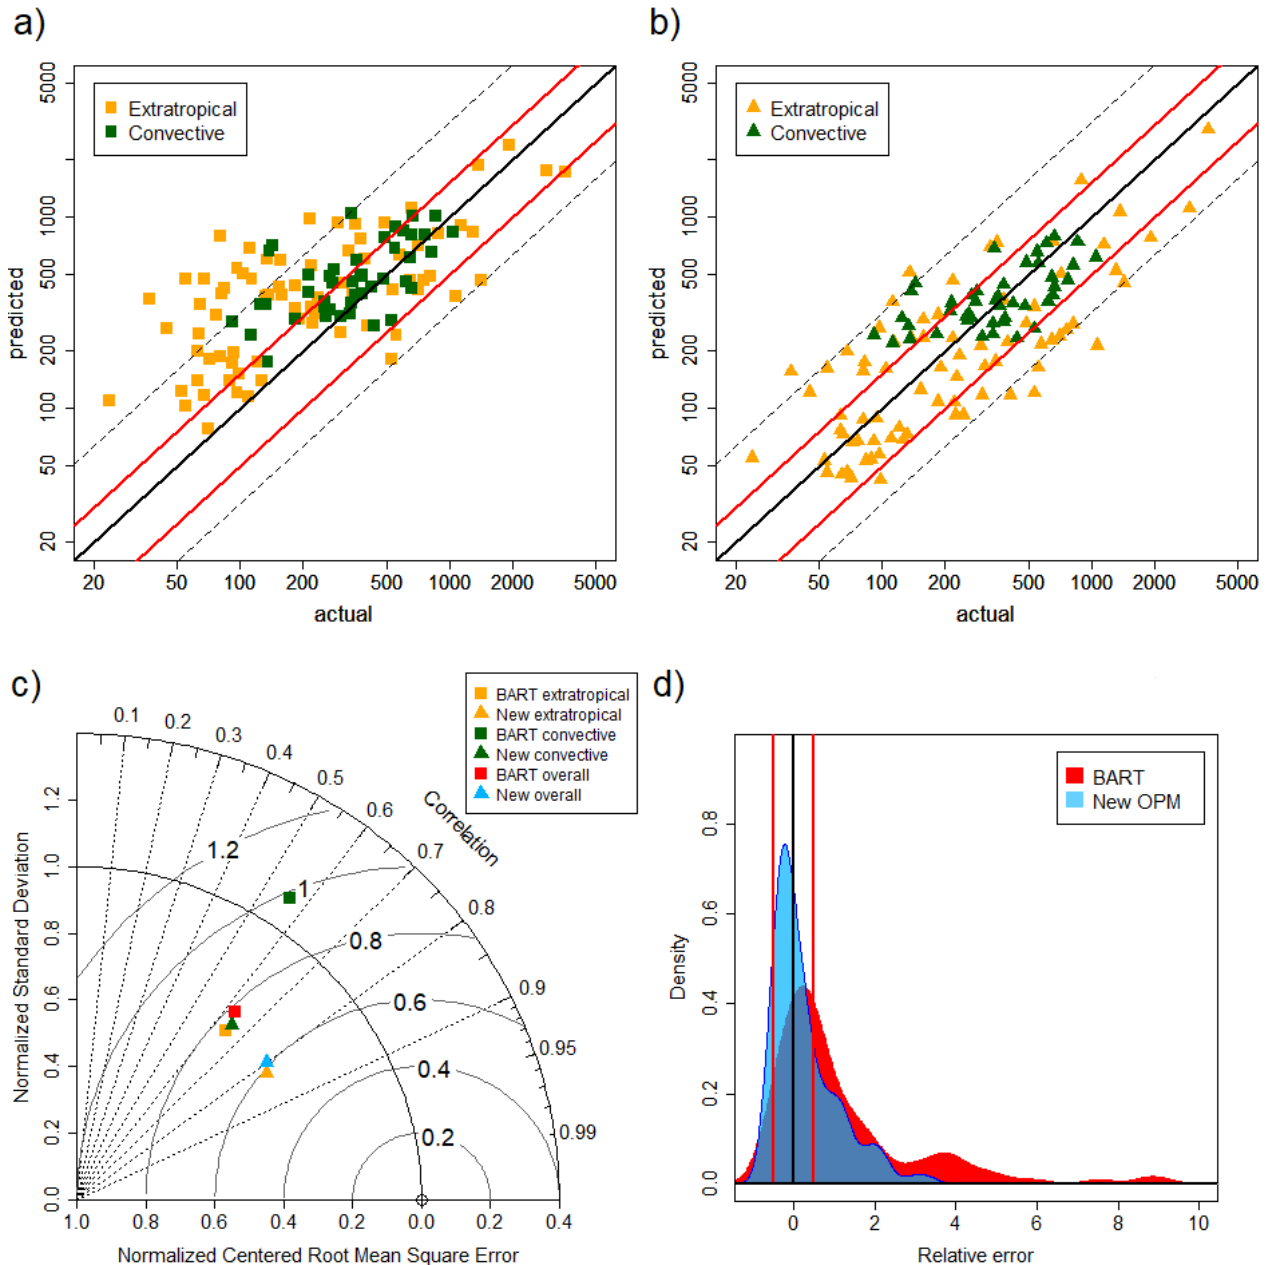 a)
Extratropical
Convective
predicted
5000
1000
500
200
100
50
20
20 50 100 200 500 1000 2000 5000
actual
b)
Extratropical
Convective
predicted
5000
1000
500
200
100
50
20
20 50 100 200 500 1000 2000 5000
actual
c)
BART extratropical
New extratropical
BART convective
New convective
BART overall
New overall
0.1 0.2 0.3 0.4 0.5 0.6 0.7 0.8 0.9 0.95 0.99
Correlation
Normalized Standard Deviation
1.2
1.0
0.8
0.6
0.4
0.2
0.0
1.2
1
0.8
0.6
0.4
0.2
1.0 0.8 0.6 0.4 0.2 0.0 0.2 0.4
Normalized Centered Root Mean Square Error
d)
BART
New OPM
Density
0.8
0.6
0.4
0.2
0.0
0 2 4 6 8 10
Relative error